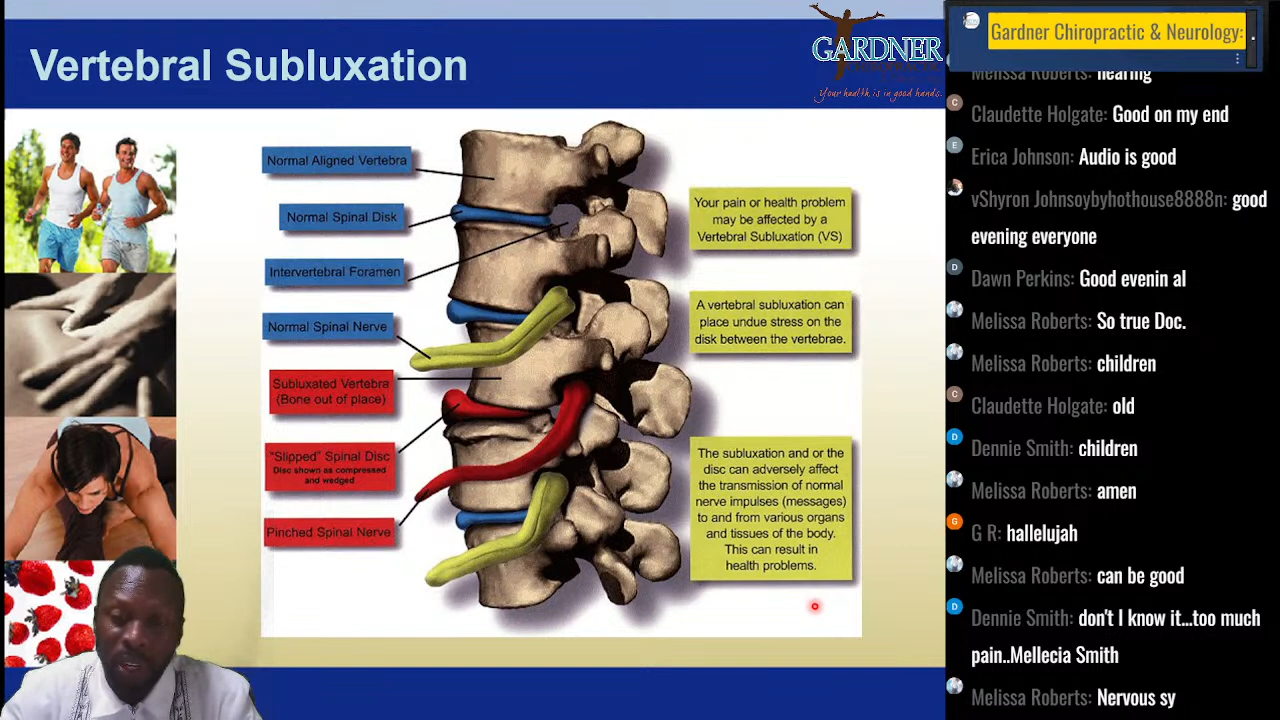 Vertebral Subluxation
GARDNER
Your health is in good hands.
Normal Aligned Vertebra
Normal Spinal Disk
Intervertebral Foramen
Normal Spinal Nerve
Subluxated Vertebra
(Bone out of place)
"Slipped" Spinal Disc
Disc shown as compressed
and wedged
Pinched Spinal Nerve
Your pain or health problem
may be affected by a
Vertebral Subluxation (VS)
A vertebral subluxation can
place undue stress on the
disk between the vertebrae.
The subluxation and or the
disc can adversely affect
the transmission of normal
nerve impulses (messages)
to and from various organs
and tissues of the body.
This can result in
health problems.
Gardner Chiropractic & Neurology: .
Melissa Roberts: hearing
C
Claudette Holgate: Good on my end
E
Erica Johnson: Audio is good
vShyron Johnsoybyhothouse8888n: good
evening everyone
D
Dawn Perkins: Good evenin al
Melissa Roberts: So true Doc.
Melissa Roberts: children
C
Claudette Holgate: old
D
Dennie Smith: children
Melissa Roberts: amen
G
G R: hallelujah
Melissa Roberts: can be good
D
Dennie Smith: don't I know it...too much
pain..Mellecia Smith
Melissa Roberts: Nervous sy